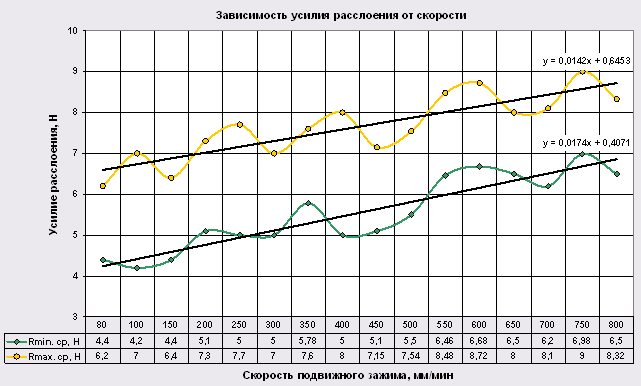 Зависимость усилия расслоения от скорости
10
9
8
7
6
5
4
3
Усилие расслоения, Н
y = 0,0142x + 0,6453
y = 0,0174x + 0,4071
80 100 150 200 250 300 350 400 450 500 550 600 650 700 750 800
Rmin. ср, Н 4,4 4,2 4,4 5,1 5 5 5,78 5 5,1 5,5 6,46 6,68 6,5 6,2 6,98 6,5
Rmax. ср, Н 6,2 7 6,4 7,3 7,7 7 7,6 8 7,15 7,54 8,48 8,72 8 8,1 9 8,32
Скорость подвижного зажима, мм/мин